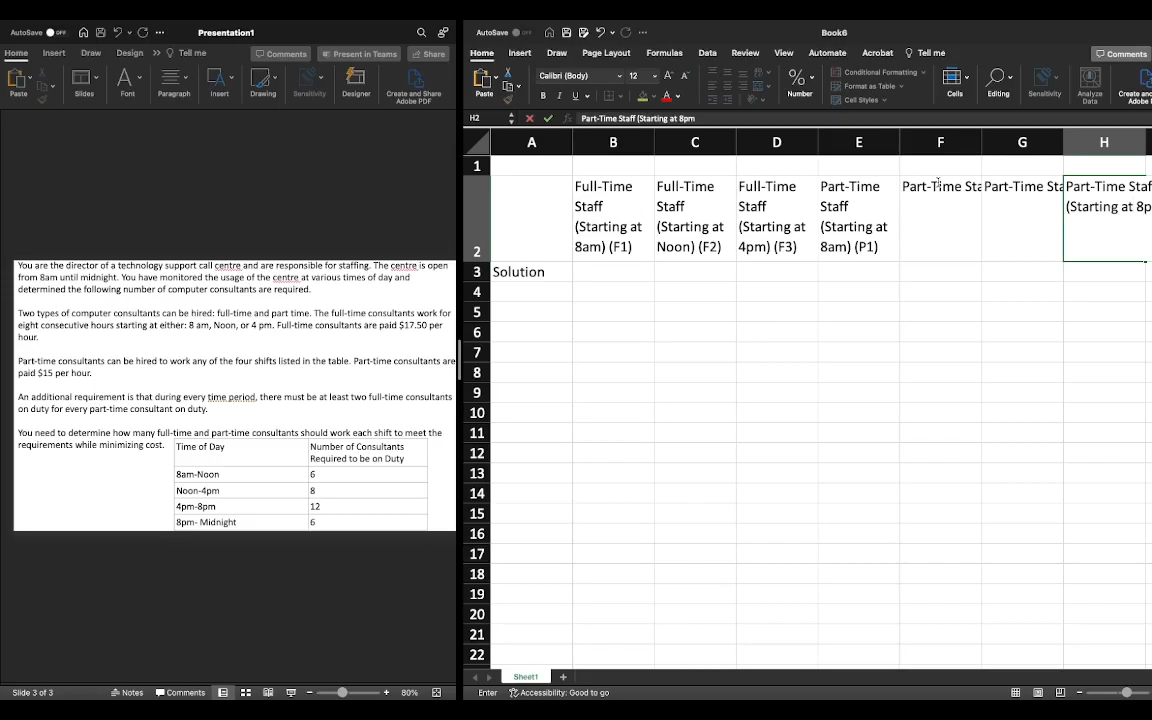 AutoSave OFF Presentation1
Home Insert Draw Design Tell me Comments Present in Teams Share
Paste Slides Font Paragraph Insert Drawing Sensitivity Designer Create and Share Adobe PDF
You are the director of a technology support call centre and are responsible for staffing. The centre is open
from 8am until midnight. You have monitored the usage of the centre at various times of day and
determined the following number of computer consultants are required.
Two types of computer consultants can be hired: full-time and part time. The full-time consultants work for
eight consecutive hours starting at either: 8 am, Noon, or 4 pm. Full-time consultants are paid $17.50 per
hour.
Part-time consultants can be hired to work any of the four shifts listed in the table. Part-time consultants are
paid $15 per hour.
An additional requirement is that during every time period, there must be at least two full-time consultants
on duty for every part-time consultant on duty.
You need to determine how many full-time and part-time consultants should work each shift to meet the
requirements while minimizing cost.
Time of Day Number of Consultants
Required to be on Duty
8am-Noon 6
Noon-4pm 8
4pm-8pm 12
8pm- Midnight 6
Slide 3 of 3 Notes Comments 80%
AutoSave OFF Book6
Home Insert Draw Page Layout Formulas Data Review View Automate Acrobat Tell me Comments
Paste Calibri (Body) 12 A A
B I U A
Number
Conditional Formatting
Format as Table
Cell Styles
Cells Editing Sensitivity Analyze Data Create and Adobe
H2 fx Part-Time Staff (Starting at 8pm
A B C D E F G H
1
2
Full-Time Staff (Starting at 8am) (F1)
Full-Time Staff (Starting at Noon) (F2)
Full-Time Staff (Starting at 4pm) (F3)
Part-Time Staff (Starting at 8am) (P1)
Part-Time Sta
Part-Time Sta
Part-Time Staf
(Starting at 8p
3 Solution
4
5
6
7
8
9
10
11
12
13
14
15
16
17
18
19
20
21
22
Sheet1
Enter Accessibility: Good to go